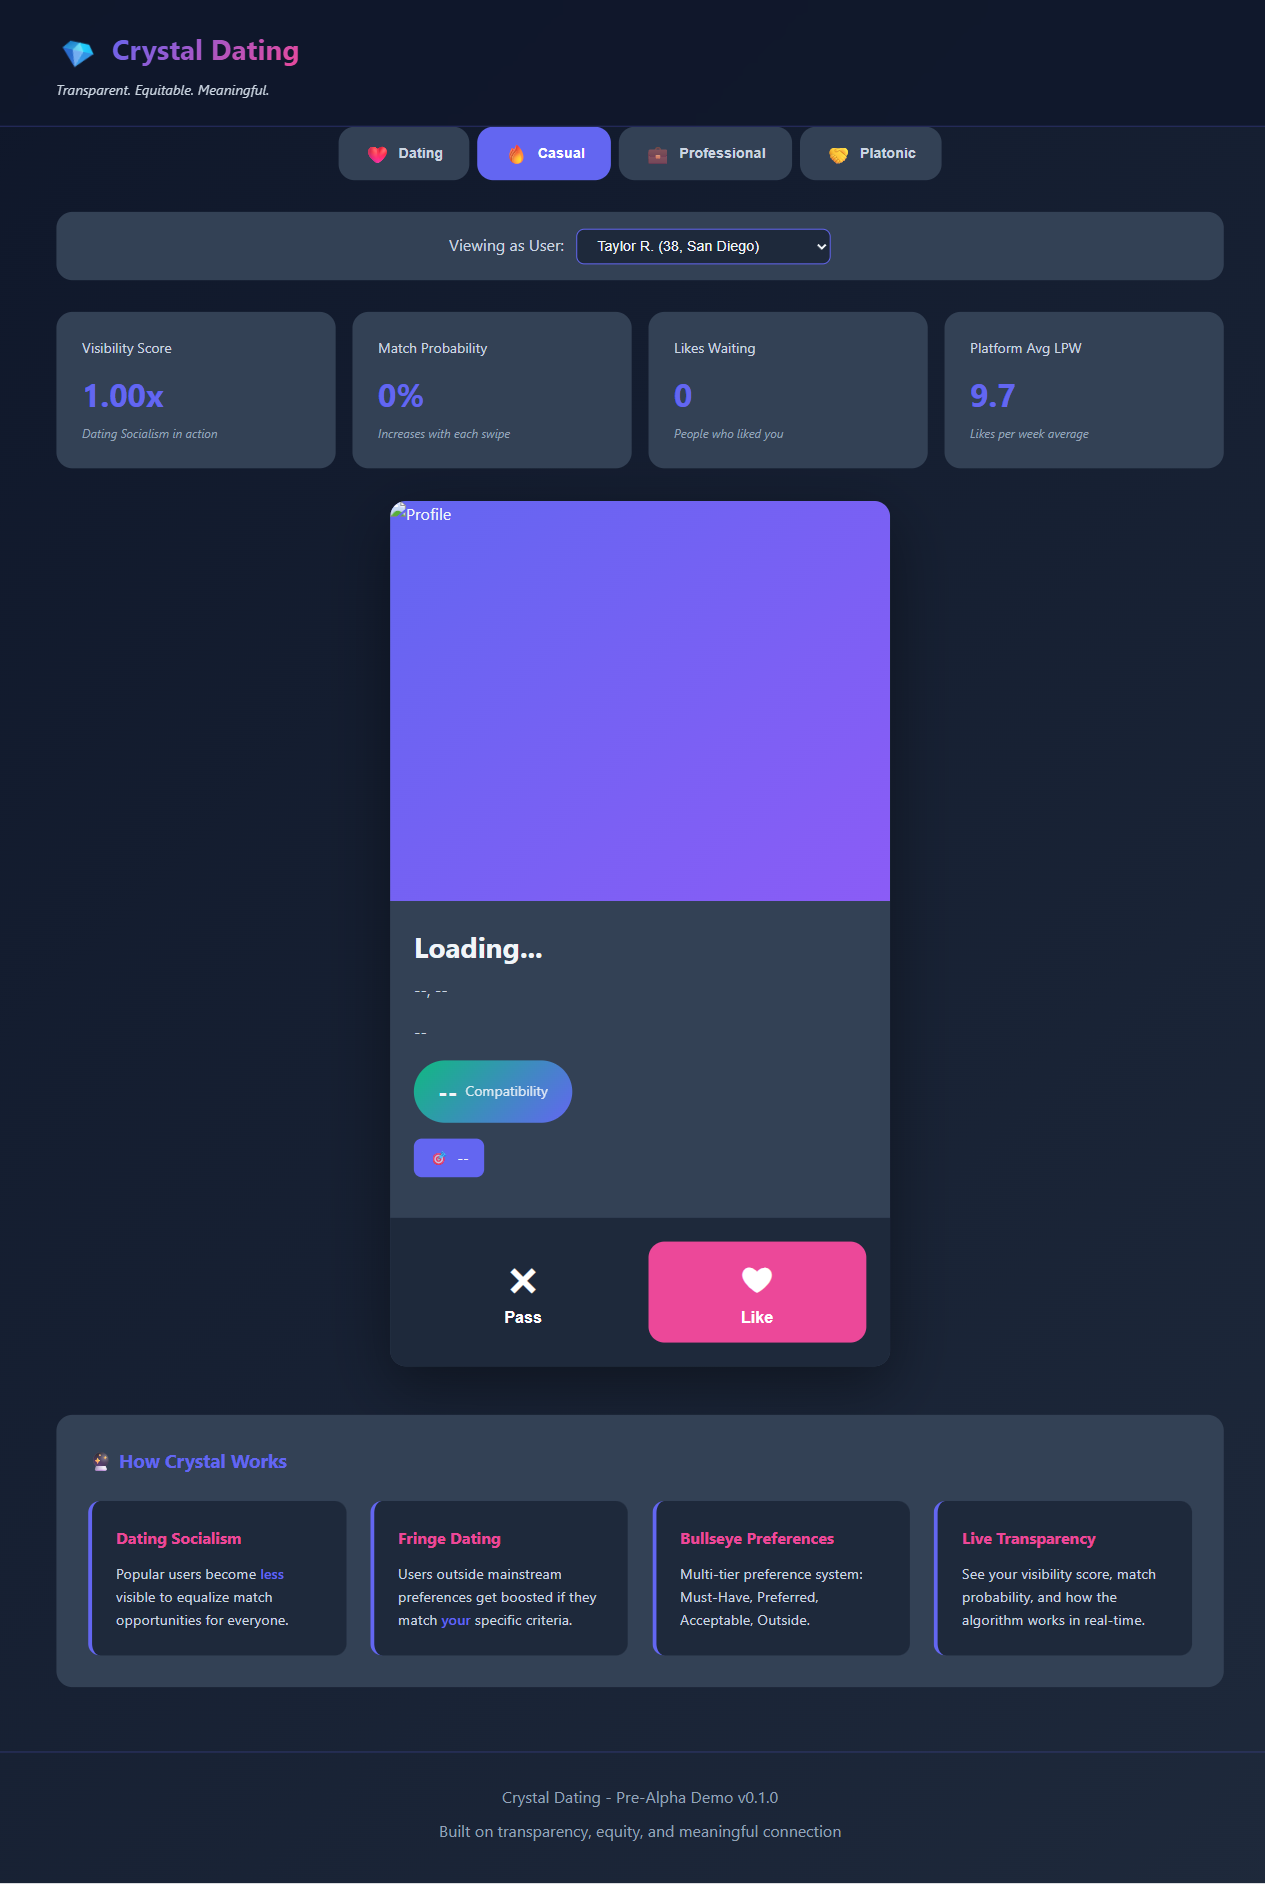 Crystal Dating
Transparent. Equitable. Meaningful.
Dating
Casual
Professional
Platonic
Viewing as User:
Taylor R. (38, San Diego)
Visibility Score
1.00x
Dating Socialism in action
Match Probability
0%
Increases with each swipe
Likes Waiting
0
People who liked you
Platform Avg LPW
9.7
Likes per week average
Profile
Loading...
--, --
--
-- Compatibility
--
Pass
Like
How Crystal Works
Dating Socialism
Popular users become less
visible to equalize match
opportunities for everyone.
Fringe Dating
Users outside mainstream
preferences get boosted if they
match your specific criteria.
Bullseye Preferences
Multi-tier preference system:
Must-Have, Preferred,
Acceptable, Outside.
Live Transparency
See your visibility score, match
probability, and how the
algorithm works in real-time.
Crystal Dating - Pre-Alpha Demo v0.1.0
Built on transparency, equity, and meaningful connection